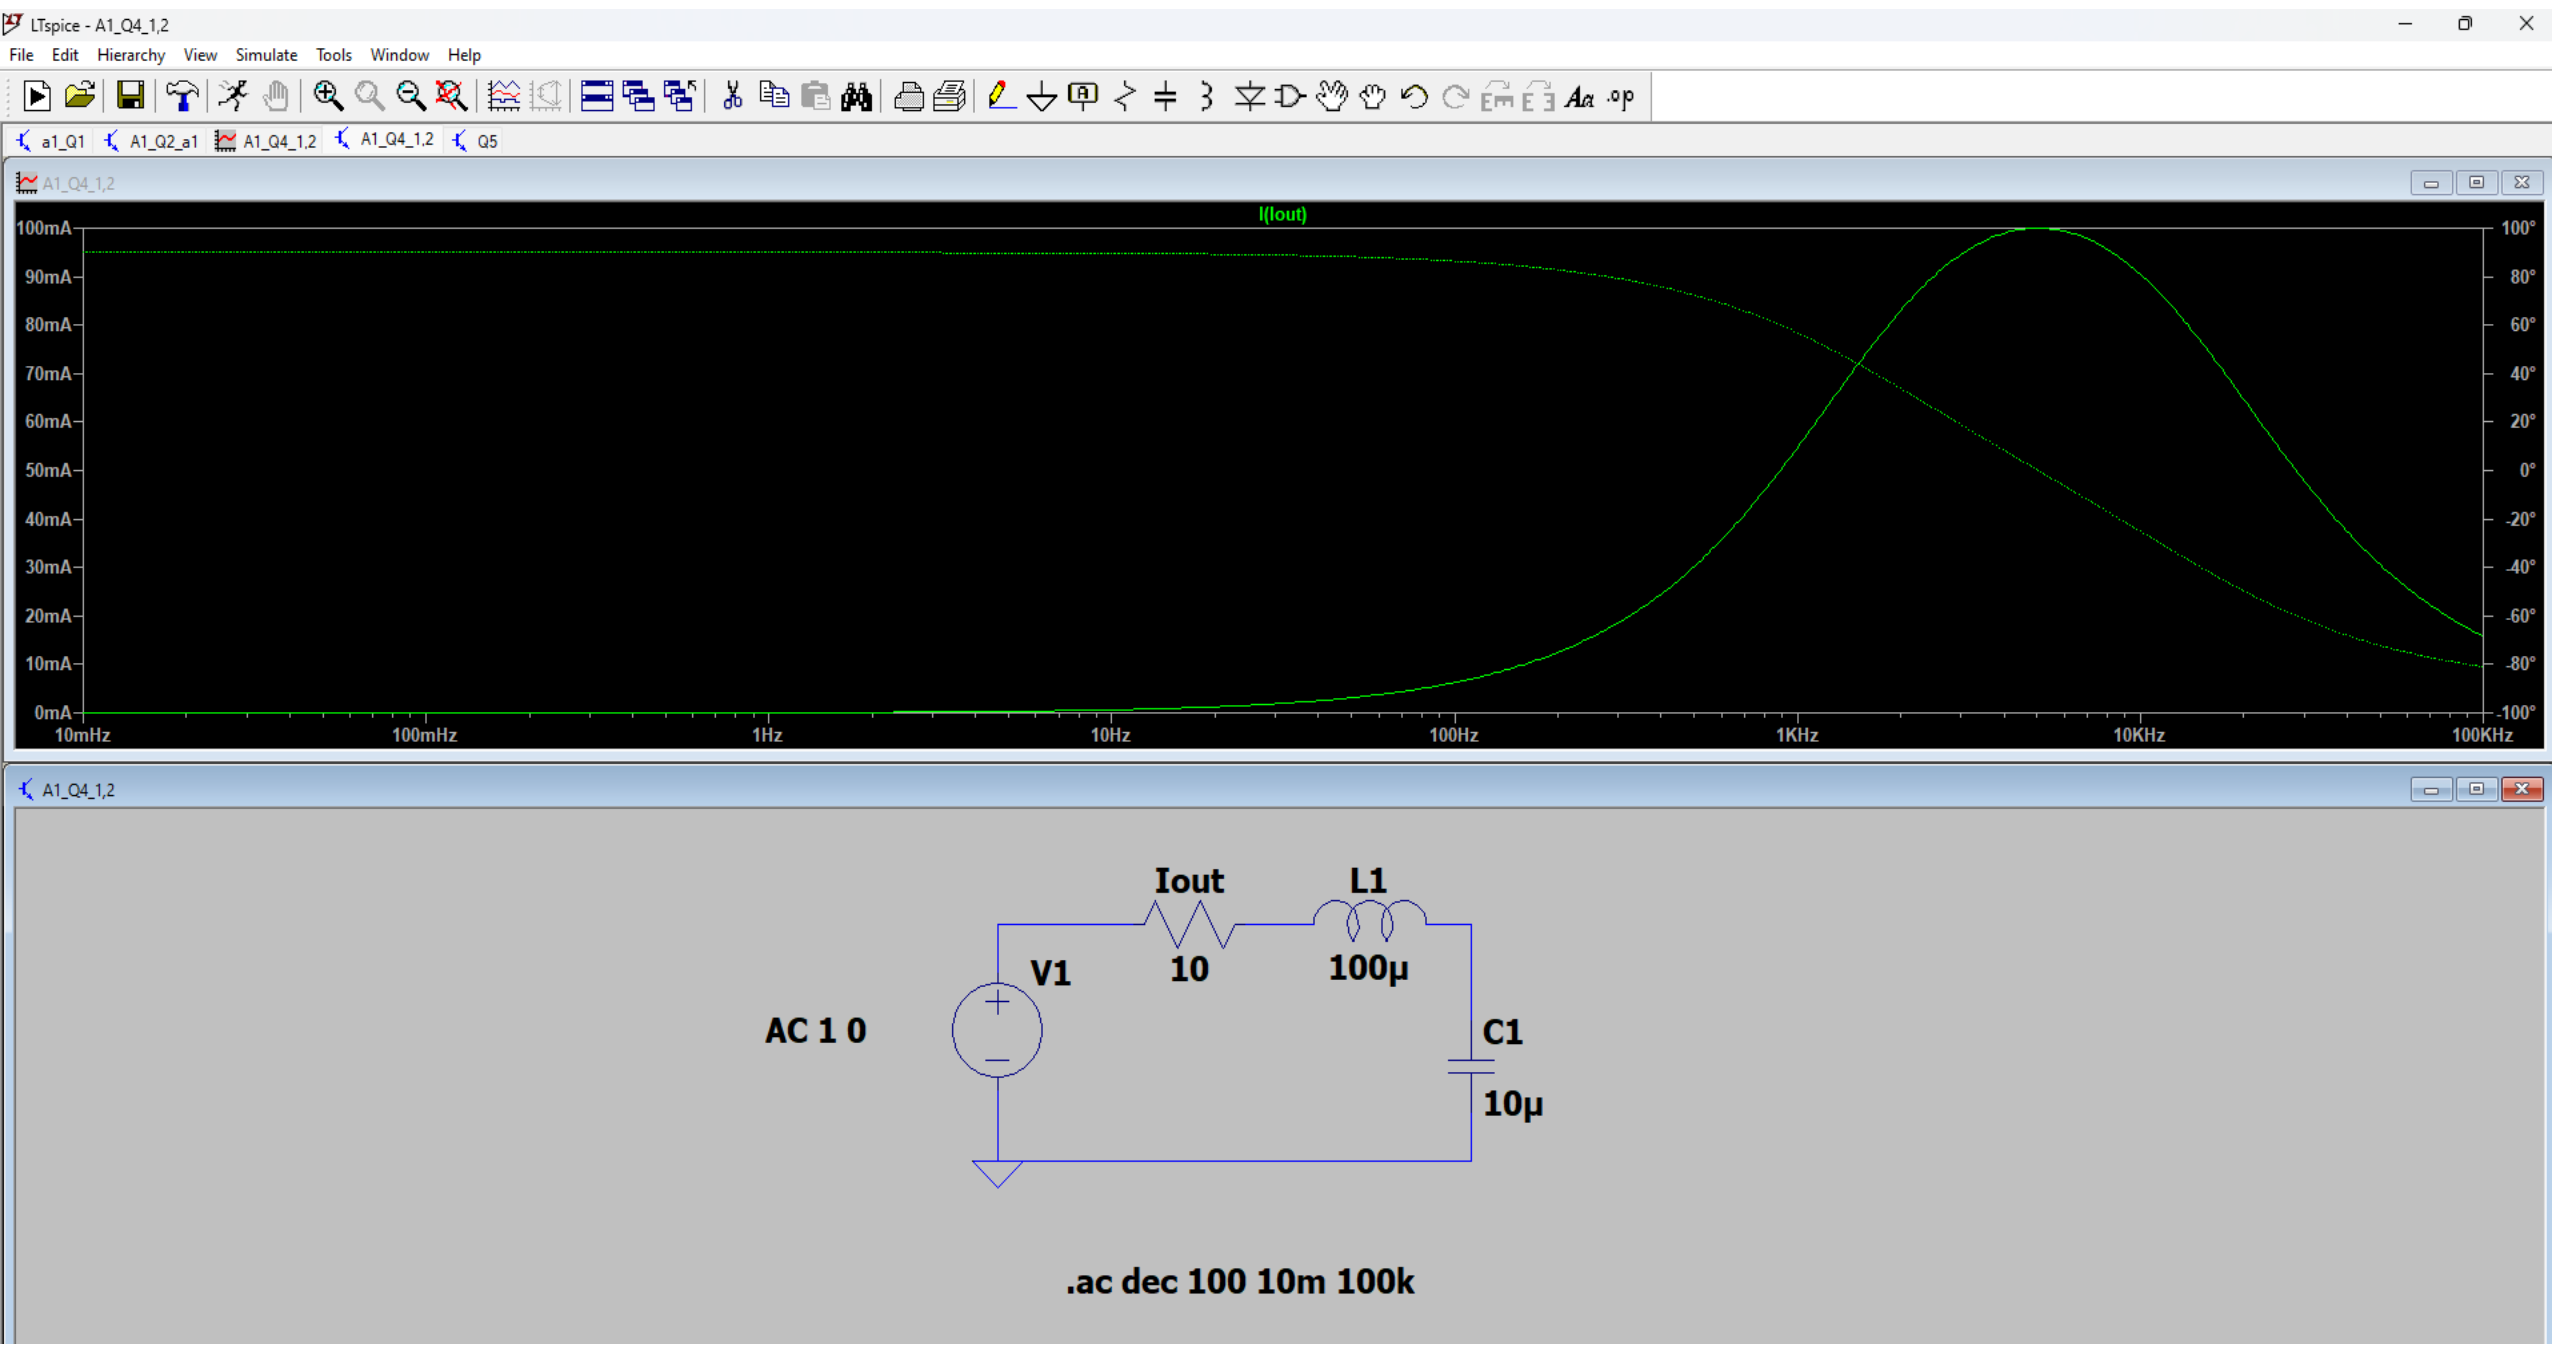 LTspice - A1_Q4_1,2
File Edit Hierarchy View Simulate Tools Window Help
Aa .op
a1_Q1 A1_Q2_a1 A1_Q4_1,2 A1_Q4_1,2 Q5
A1_Q4_1,2
I(Iout)
100mA 100°
90mA 80°
80mA 60°
70mA 40°
60mA 20°
50mA 0°
40mA -20°
30mA -40°
20mA -60°
10mA -80°
0mA -100°
10mHz 100mHz 1Hz 10Hz 100Hz 1KHz 10KHz 100KHz
A1_Q4_1,2
Iout L1
10 100µ
V1
AC 1 0
C1
10µ
.ac dec 100 10m 100k